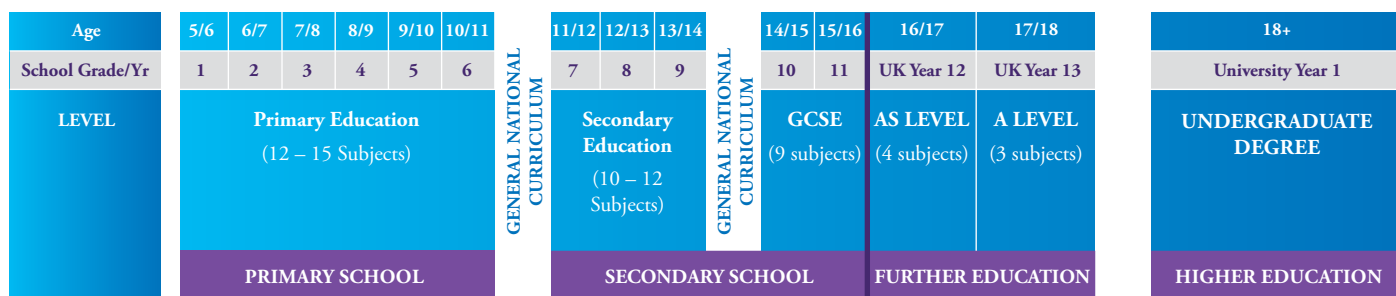 Age 5/6 6/7 7/8 8/9 9/10 10/11 11/12 12/13 13/14 14/15 15/16 16/17 17/18 18+
School Grade/Yr 1 2 3 4 5 6 7 8 9 10 11 UK Year 12 UK Year 13 University Year 1
LEVEL
Primary Education
(12 – 15 Subjects)
GENERAL NATIONAL
CURRICULUM
Secondary
Education
(10 – 12
Subjects)
GENERAL NATIONAL
CURRICULUM
GCSE
(9 subjects)
AS LEVEL
(4 subjects)
A LEVEL
(3 subjects)
UNDERGRADUATE
DEGREE
PRIMARY SCHOOL SECONDARY SCHOOL FURTHER EDUCATION HIGHER EDUCATION